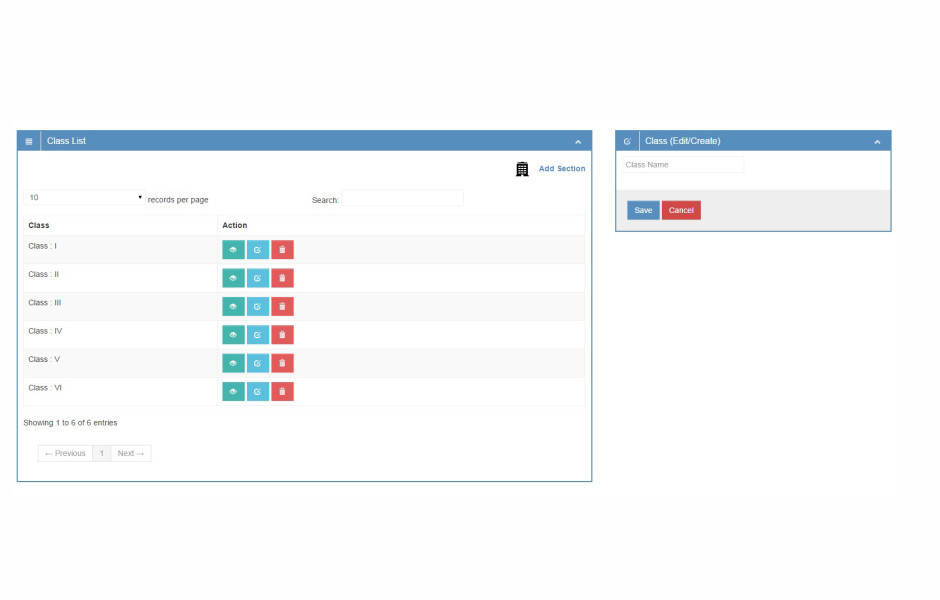 Class List
Add Section
10 records per page Search:
Class Action
Class : I
Class : II
Class : III
Class : IV
Class : V
Class : VI
Showing 1 to 6 of 6 entries
← Previous 1 Next →
Class (Edit/Create)
Class Name
Save Cancel